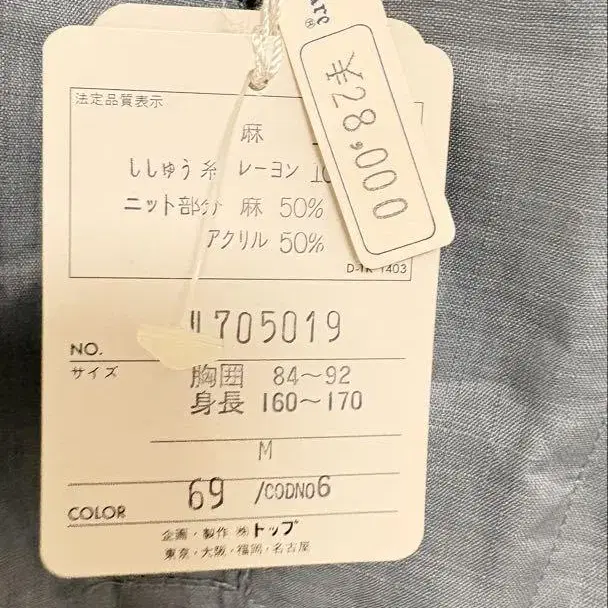 ¥28,000
法定品質表示
麻
ししゅう糸 レーヨン
ニット部分 麻 50%
アクリル 50%
NO. 705019
サイズ 胸囲 84～92
身長 160～170
M
COLOR 69 /CODNO6
企画・製作 ㈱トップ
東京・大阪・福岡・名古屋